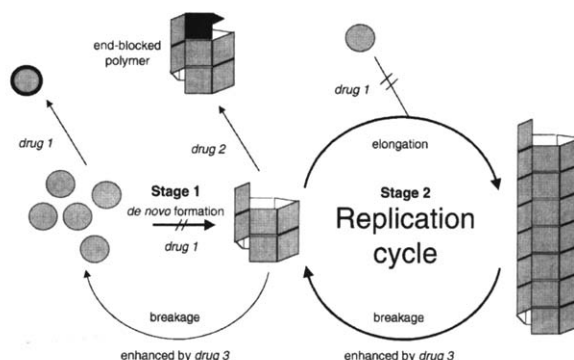 end-blocked
polymer
drug 1
drug 1
drug 2
elongation
Stage 1
de novo formation
drug 1
Stage 2
Replication
cycle
breakage
enhanced by drug 3
breakage
enhanced by drug 3